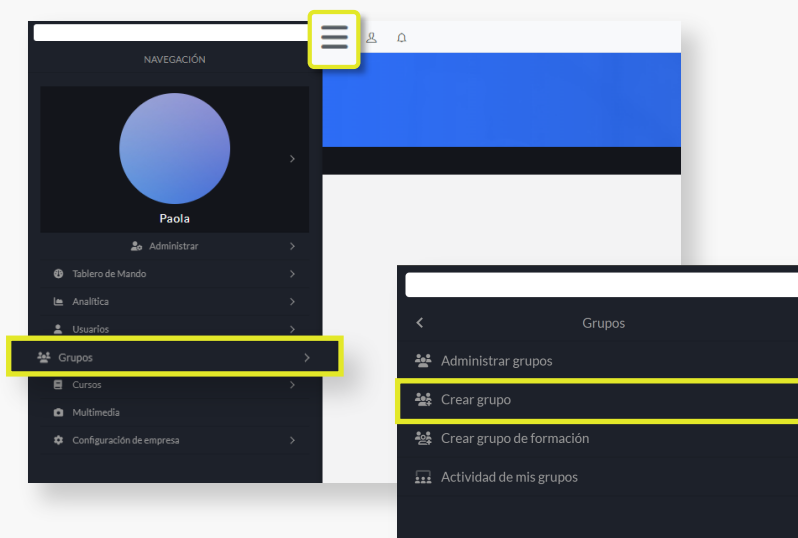 NAVEGACIÓN
Paola
Administrar
Tablero de Mando
Analítica
Usuarios
Grupos
Cursos
Multimedia
Configuración de empresa
Grupos
Administrar grupos
Crear grupo
Crear grupo de formación
Actividad de mis grupos